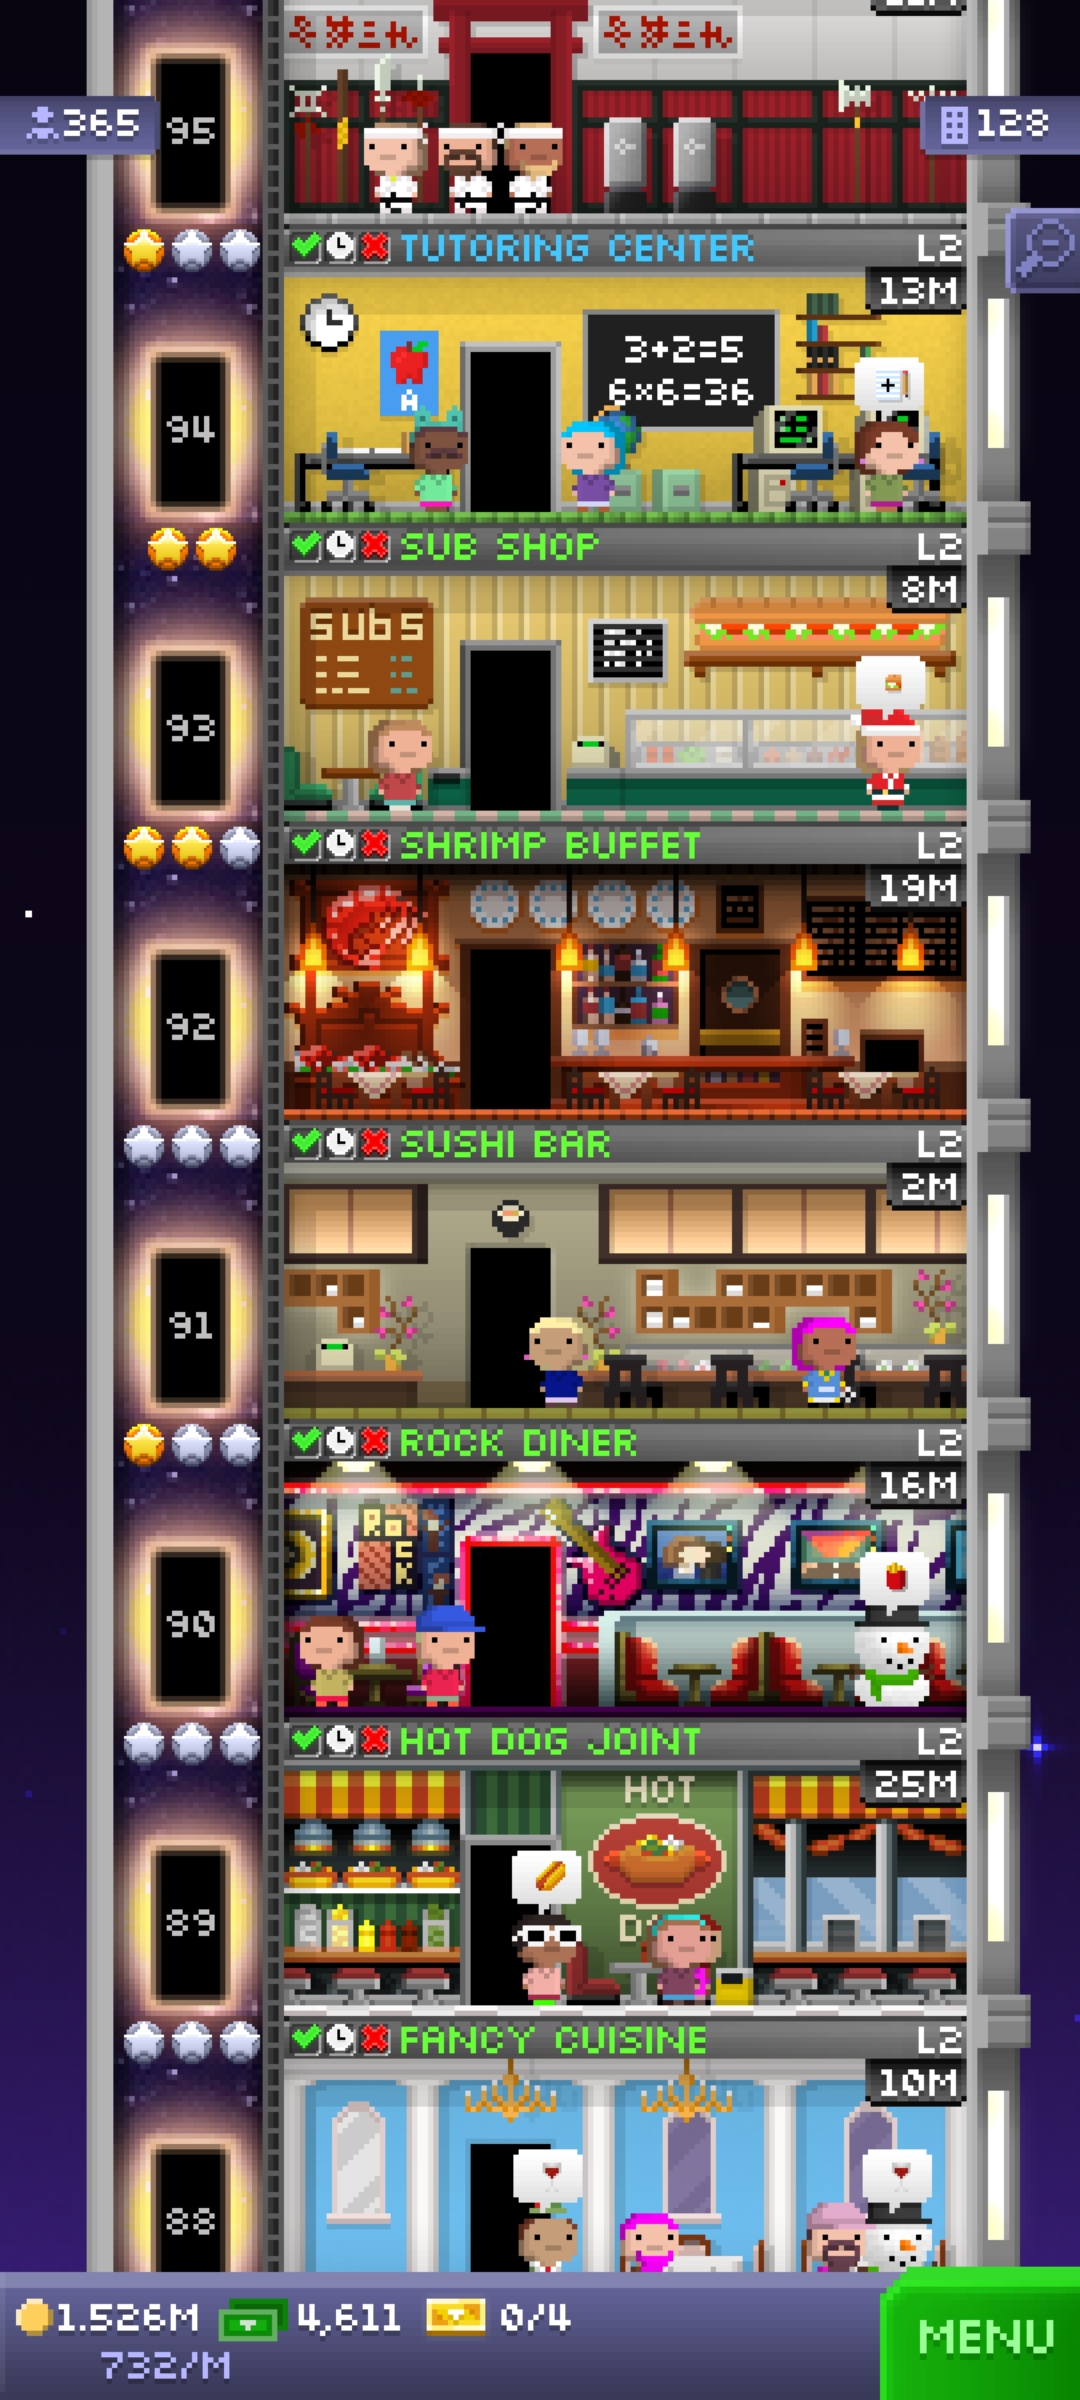 95
365
128
TUTORING CENTER L2
13M
3+2=5
6×6=36
A
94
SUB SHOP L2
8M
SUBS
93
SHRIMP BUFFET L2
19M
92
SUSHI BAR L2
2M
91
ROCK DINER L2
16M
ROCK
90
HOT DOG JOINT L2
25M
HOT
89
FANCY CUISINE L2
10M
88
1.526M 4,611 0/4
732/M
MENU